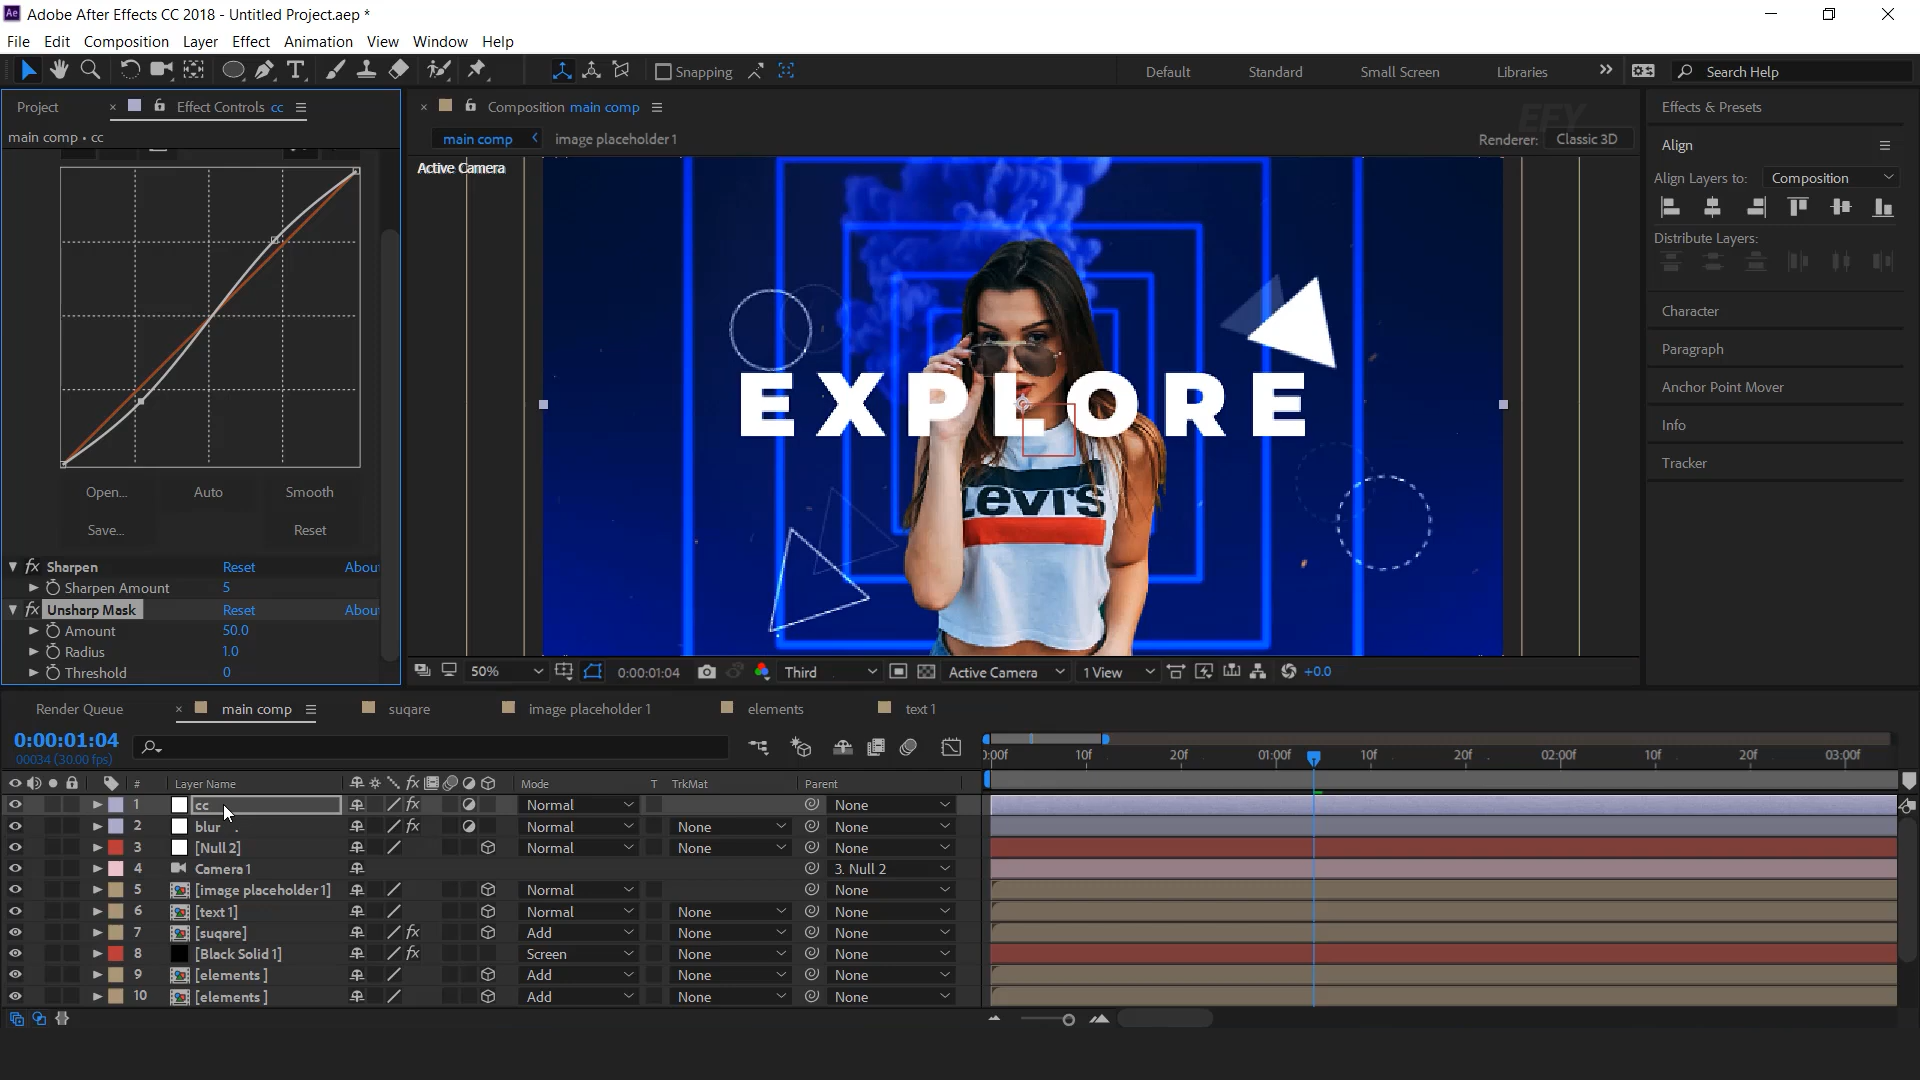 Ae Adobe After Effects CC 2018 - Untitled Project.aep *
File Edit Composition Layer Effect Animation View Window Help
Snapping Default Standard Small Screen Libraries Search Help
Project Effect Controls cc
main comp • cc
Open... Auto Smooth
Save... Reset
fx Sharpen Reset About
Sharpen Amount 5
fx Unsharp Mask Reset About
Amount 50.0
Radius 1.0
Threshold 0
Composition main comp
main comp image placeholder 1
Renderer: Classic 3D
EFY
Active Camera
EXPLORE
Levi's
50% 0:00:01:04 Third Active Camera 1 View +0.0
Effects & Presets
Align
Align Layers to: Composition
Distribute Layers:
Character
Paragraph
Anchor Point Mover
Info
Tracker
Render Queue main comp suqare image placeholder 1 elements text 1
0:00:01:04
00034 (30.00 fps)
):00f 10f 20f 01:00f 10f 20f 02:00f 10f 20f 03:00f
# Layer Name fx Mode T TrkMat Parent
1 cc fx Normal None
2 blur fx Normal None None
3 [Null 2] Normal None None
4 Camera 1 3. Null 2
5 [image placeholder 1] Normal None
6 [text 1] Normal None None
7 [suqare] fx Add None None
8 [Black Solid 1] fx Screen None None
9 [elements ] Add None None
10 [elements ] Add None None